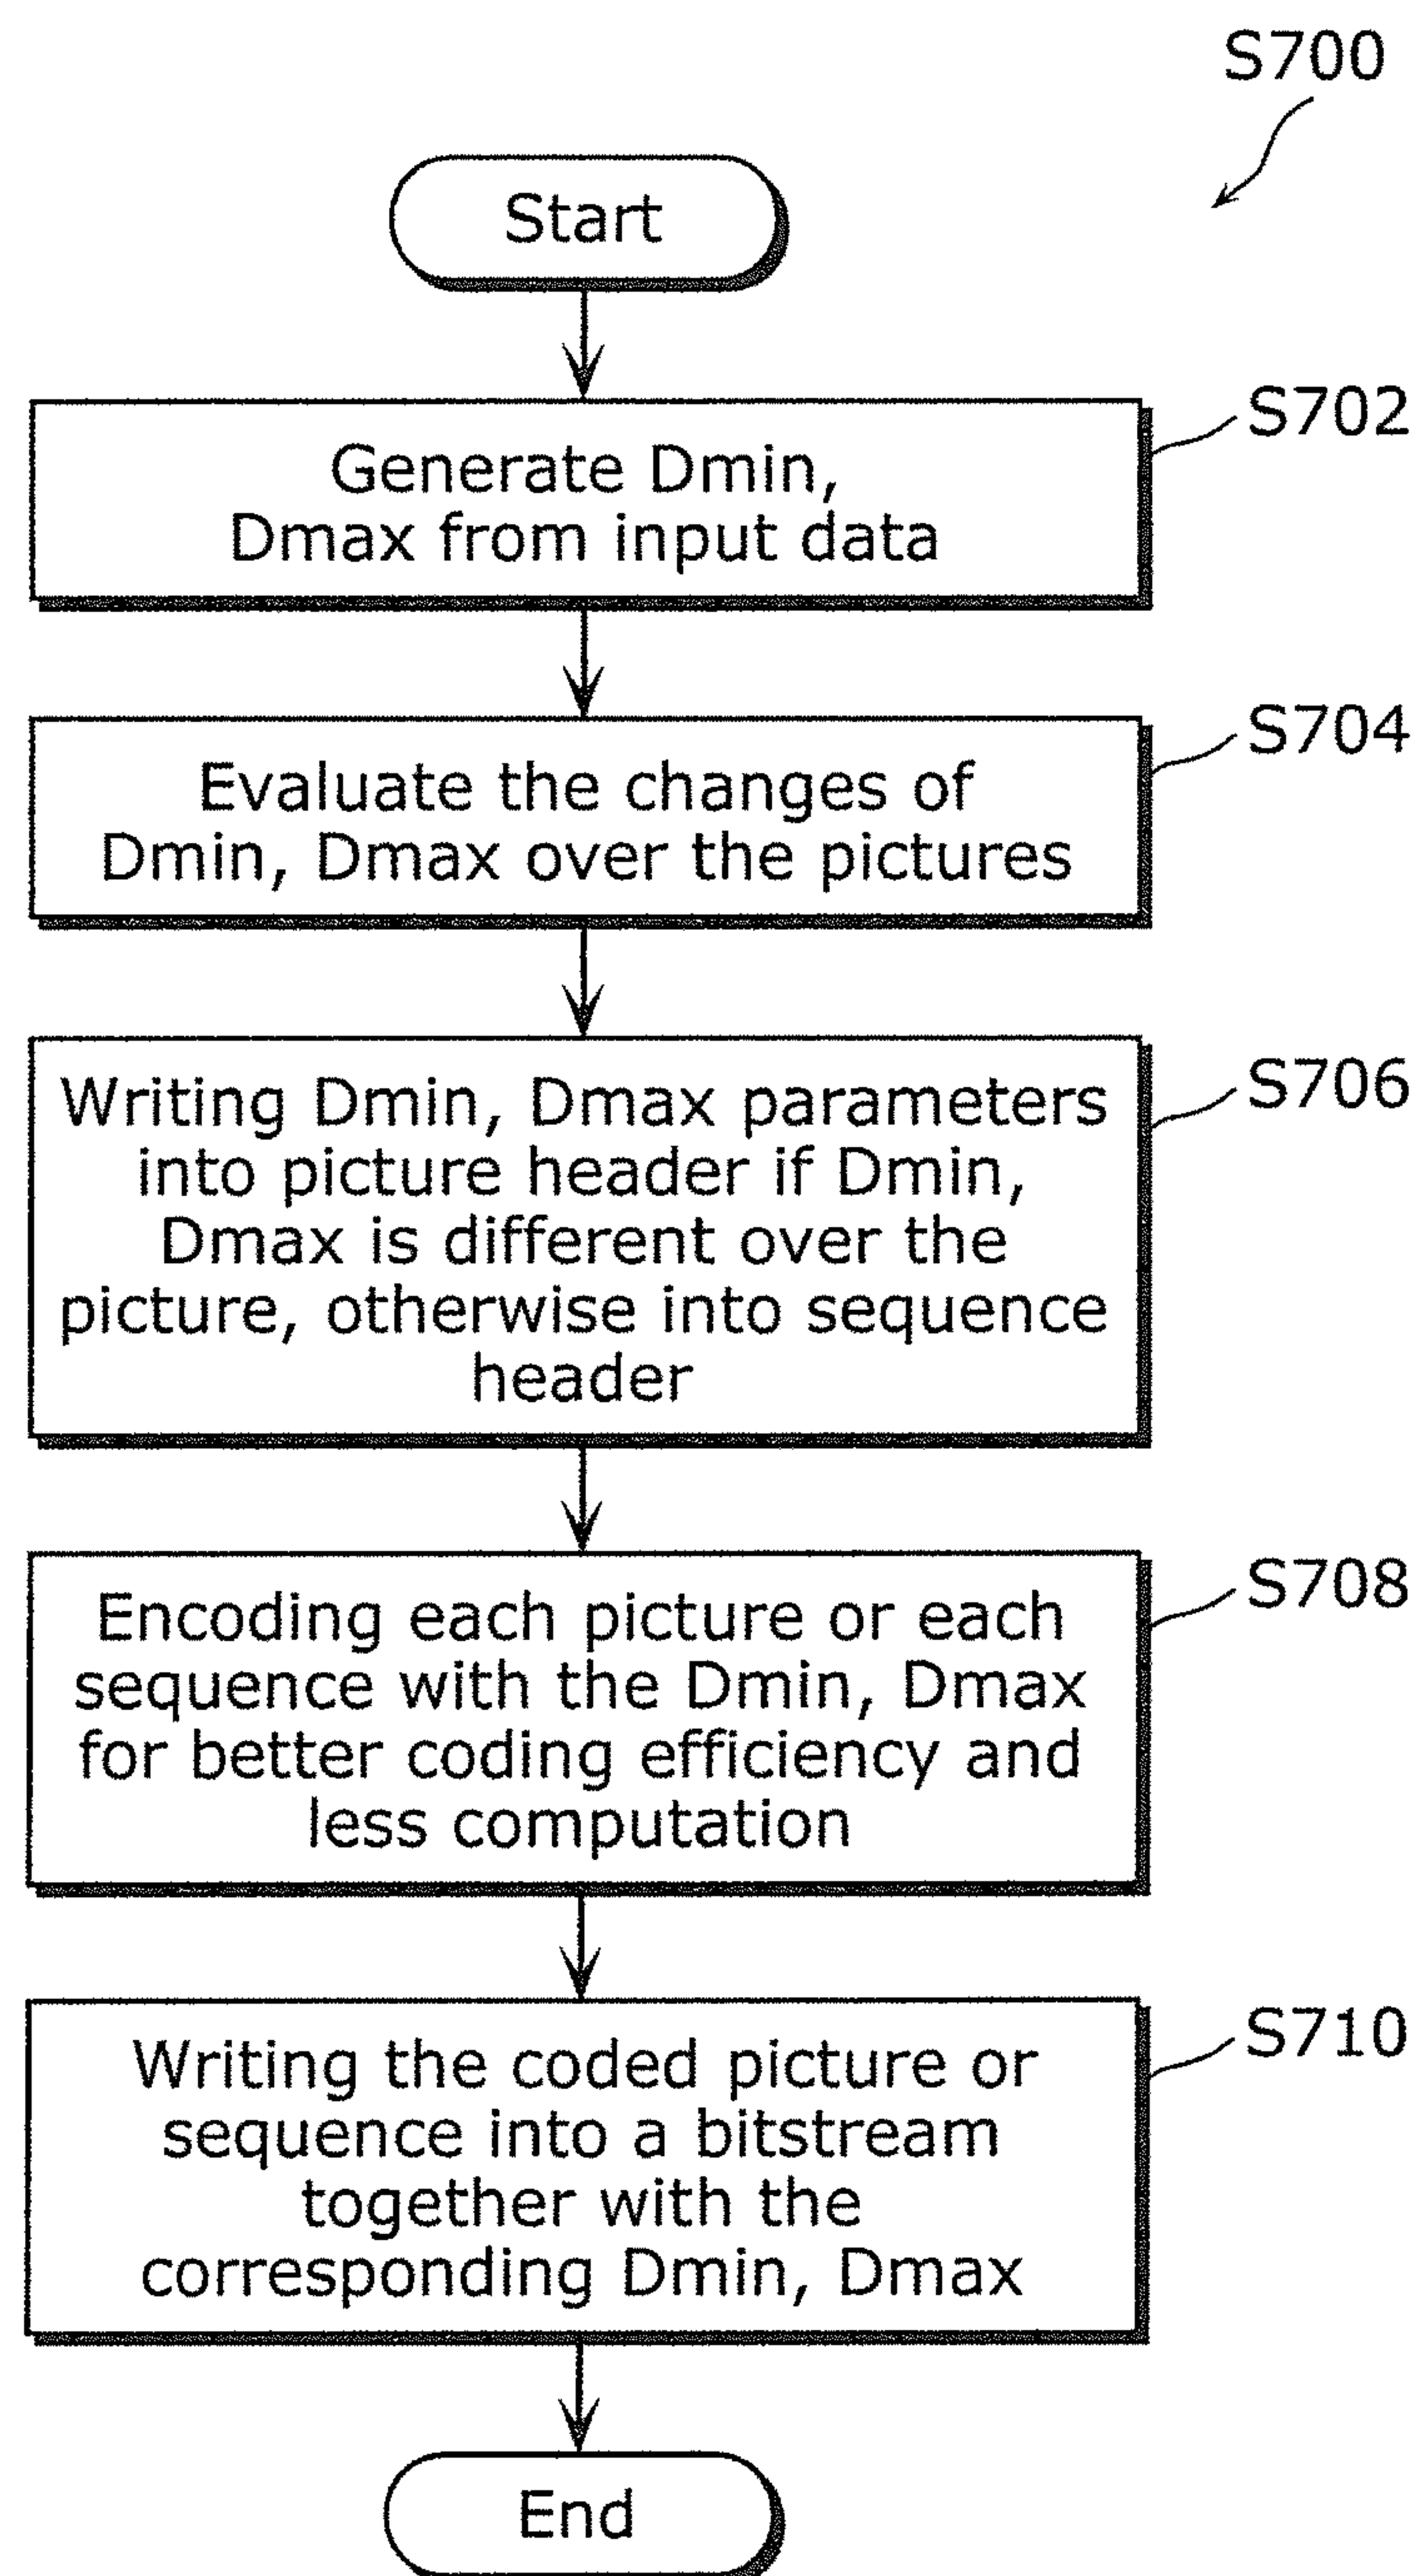 S700
Start
S702
Generate Dmin,
Dmax from input data
S704
Evaluate the changes of
Dmin, Dmax over the pictures
S706
Writing Dmin, Dmax parameters
into picture header if Dmin,
Dmax is different over the
picture, otherwise into sequence
header
S708
Encoding each picture or each
sequence with the Dmin, Dmax
for better coding efficiency and
less computation
S710
Writing the coded picture or
sequence into a bitstream
together with the
corresponding Dmin, Dmax
End